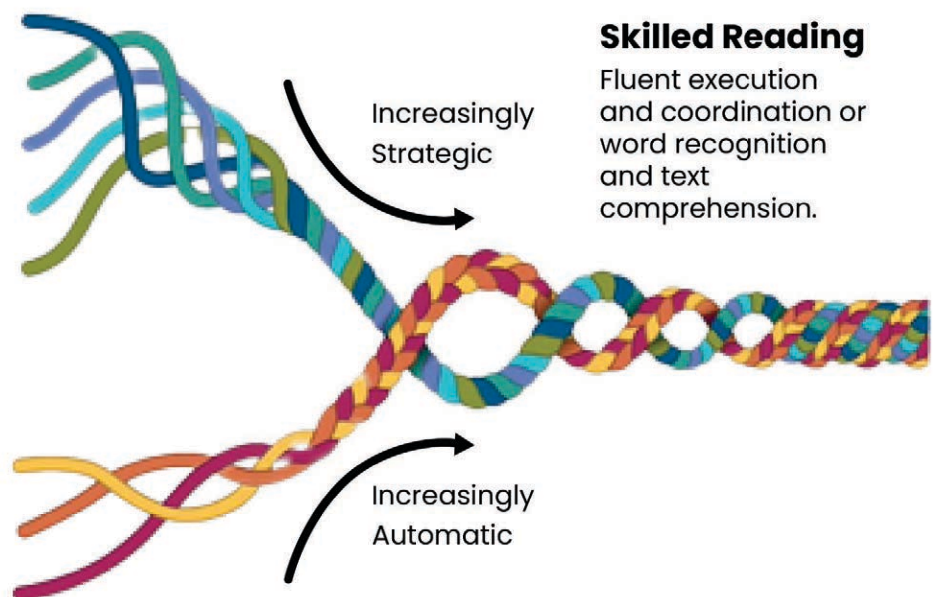 Skilled Reading
Fluent execution
and coordination or
word recognition
and text
comprehension.
Increasingly
Strategic
Increasingly
Automatic